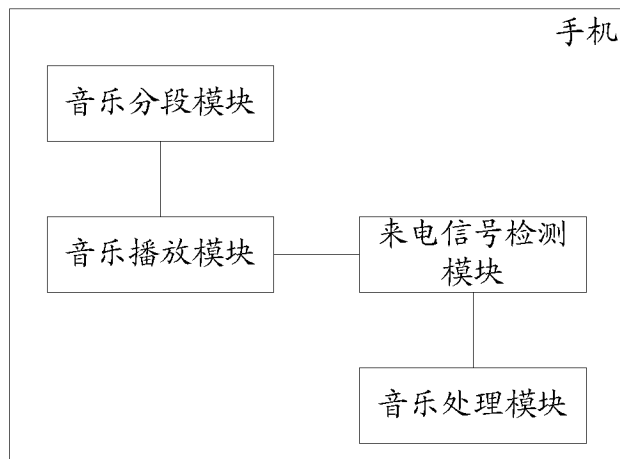 手机
音乐分段模块
音乐播放模块
来电信号检测
模块
音乐处理模块